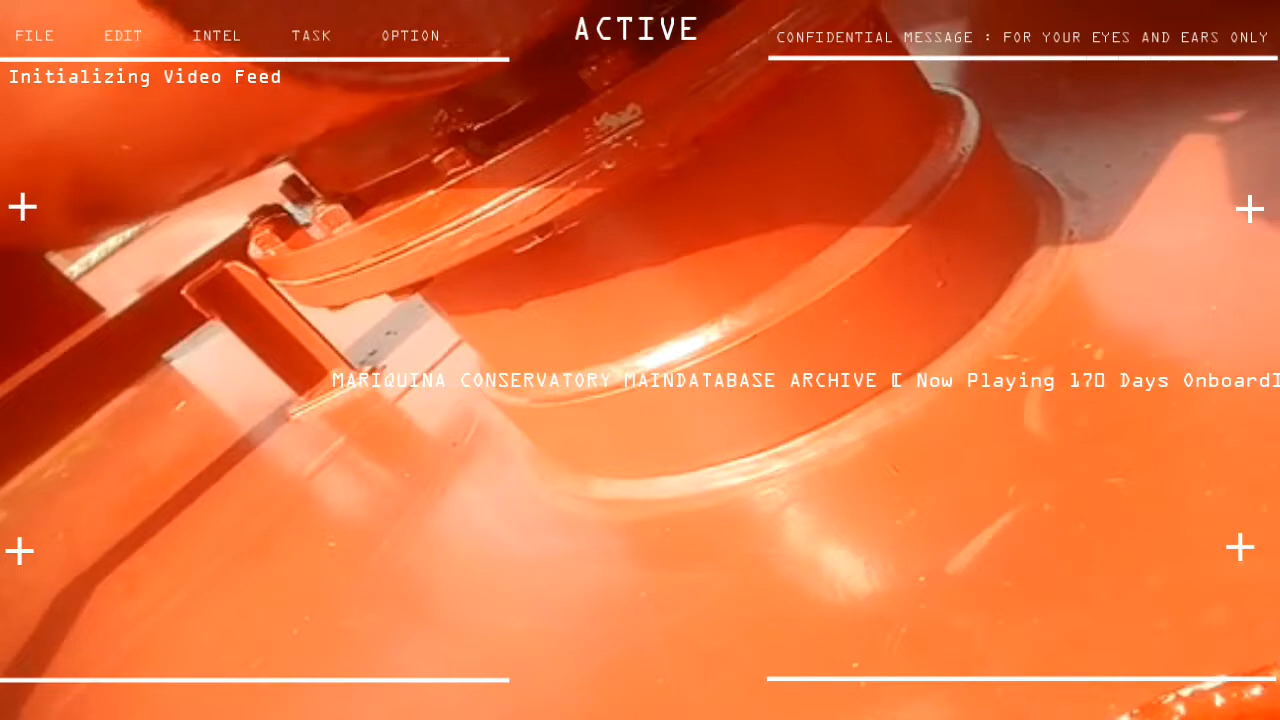 FILE EDIT INTEL TASK OPTION
ACTIVE
CONFIDENTIAL MESSAGE : FOR YOUR EYES AND EARS ONLY
Initializing Video Feed
MARIQUINA CONSERVATORY MAINDATABASE ARCHIVE [ Now Playing 170 Days Onboard